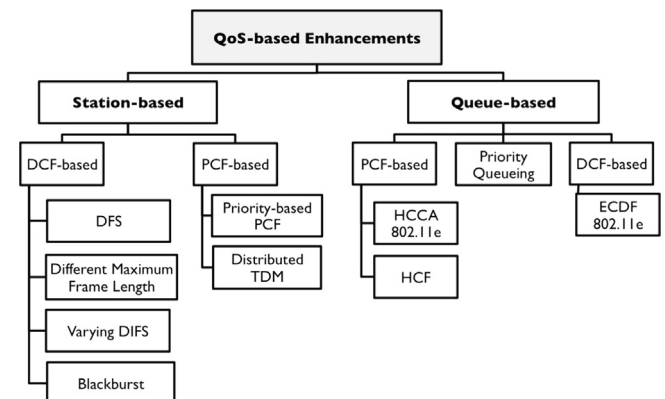 QoS-based Enhancements
Station-based
Queue-based
DCF-based
PCF-based
PCF-based
Priority
Queueing
DCF-based
DFS
Different Maximum
Frame Length
Varying DIFS
Blackburst
Priority-based
PCF
Distributed
TDM
HCCA
802.11e
HCF
ECDF
802.11e